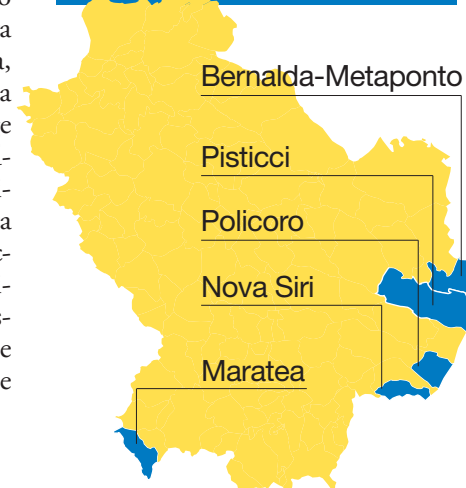 Bernalda-Metaponto
Pisticci
Policoro
Nova Siri
Maratea